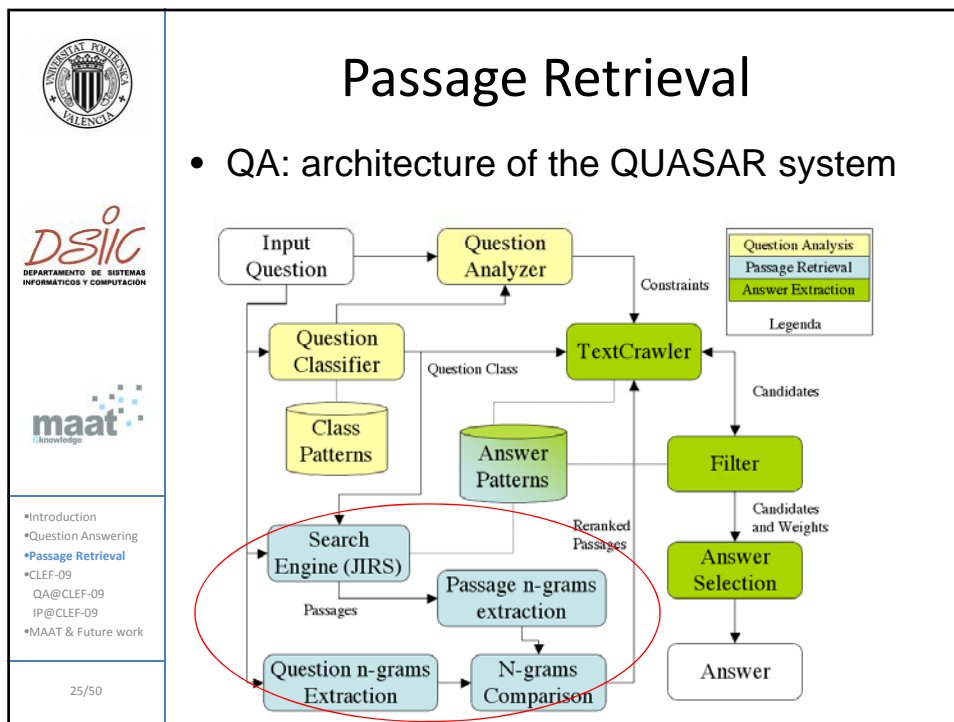 UNIVERSITAT POLITÈCNICA
VALENCIA
DSIIC
DEPARTAMENTO DE SISTEMAS
INFORMÁTICOS Y COMPUTACIÓN
maat
knowledge
•Introduction
•Question Answering
•Passage Retrieval
•CLEF-09
QA@CLEF-09
IP@CLEF-09
•MAAT & Future work
25/50
Passage Retrieval
• QA: architecture of the QUASAR system
Input
Question
Question
Analyzer
Constraints
Question Analysis
Passage Retrieval
Answer Extraction
Legenda
Question
Classifier
Question Class
TextCrawler
Candidates
Class
Patterns
Answer
Patterns
Filter
Candidates
and Weights
Reranked
Passages
Search
Engine (JIRS)
Passages
Passage n-grams
extraction
Answer
Selection
Question n-grams
Extraction
N-grams
Comparison
Answer